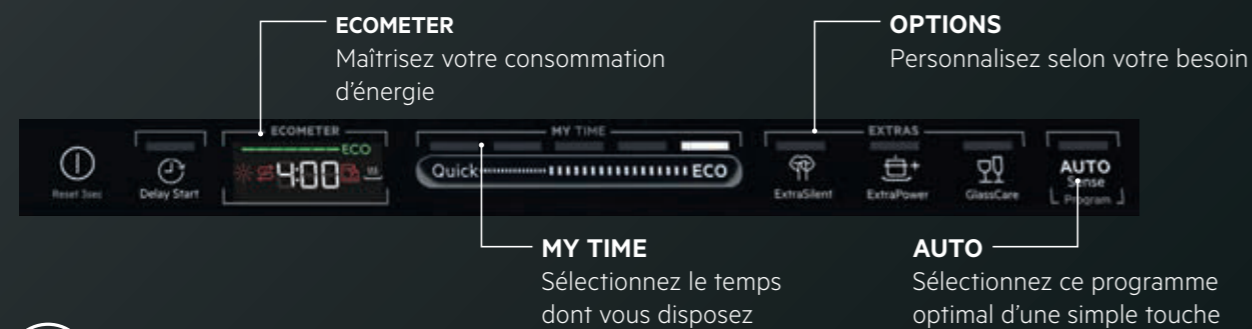 ECOMETER
Maîtrisez votre consommation
d'énergie
OPTIONS
Personnalisez selon votre besoin
Reset 3sec
Delay Start
ECOMETER
ECO
4:00
MY TIME
Quick ECO
EXTRAS
ExtraSilent
ExtraPower
GlassCare
AUTO
Sense
Program
MY TIME
Sélectionnez le temps
dont vous disposez
AUTO
Sélectionnez ce programme
optimal d'une simple touche